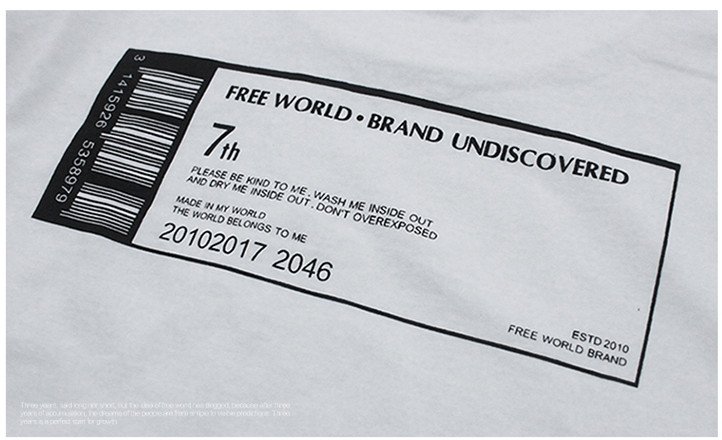 3 1415926 5358979
FREE WORLD • BRAND UNDISCOVERED
7th
PLEASE BE KIND TO ME . WASH ME INSIDE OUT
AND DRY ME INSIDE OUT . DON'T OVEREXPOSED
MADE IN MY WORLD
THE WORLD BELONGS TO ME
20102017 2046
ESTD 2010
FREE WORLD BRAND